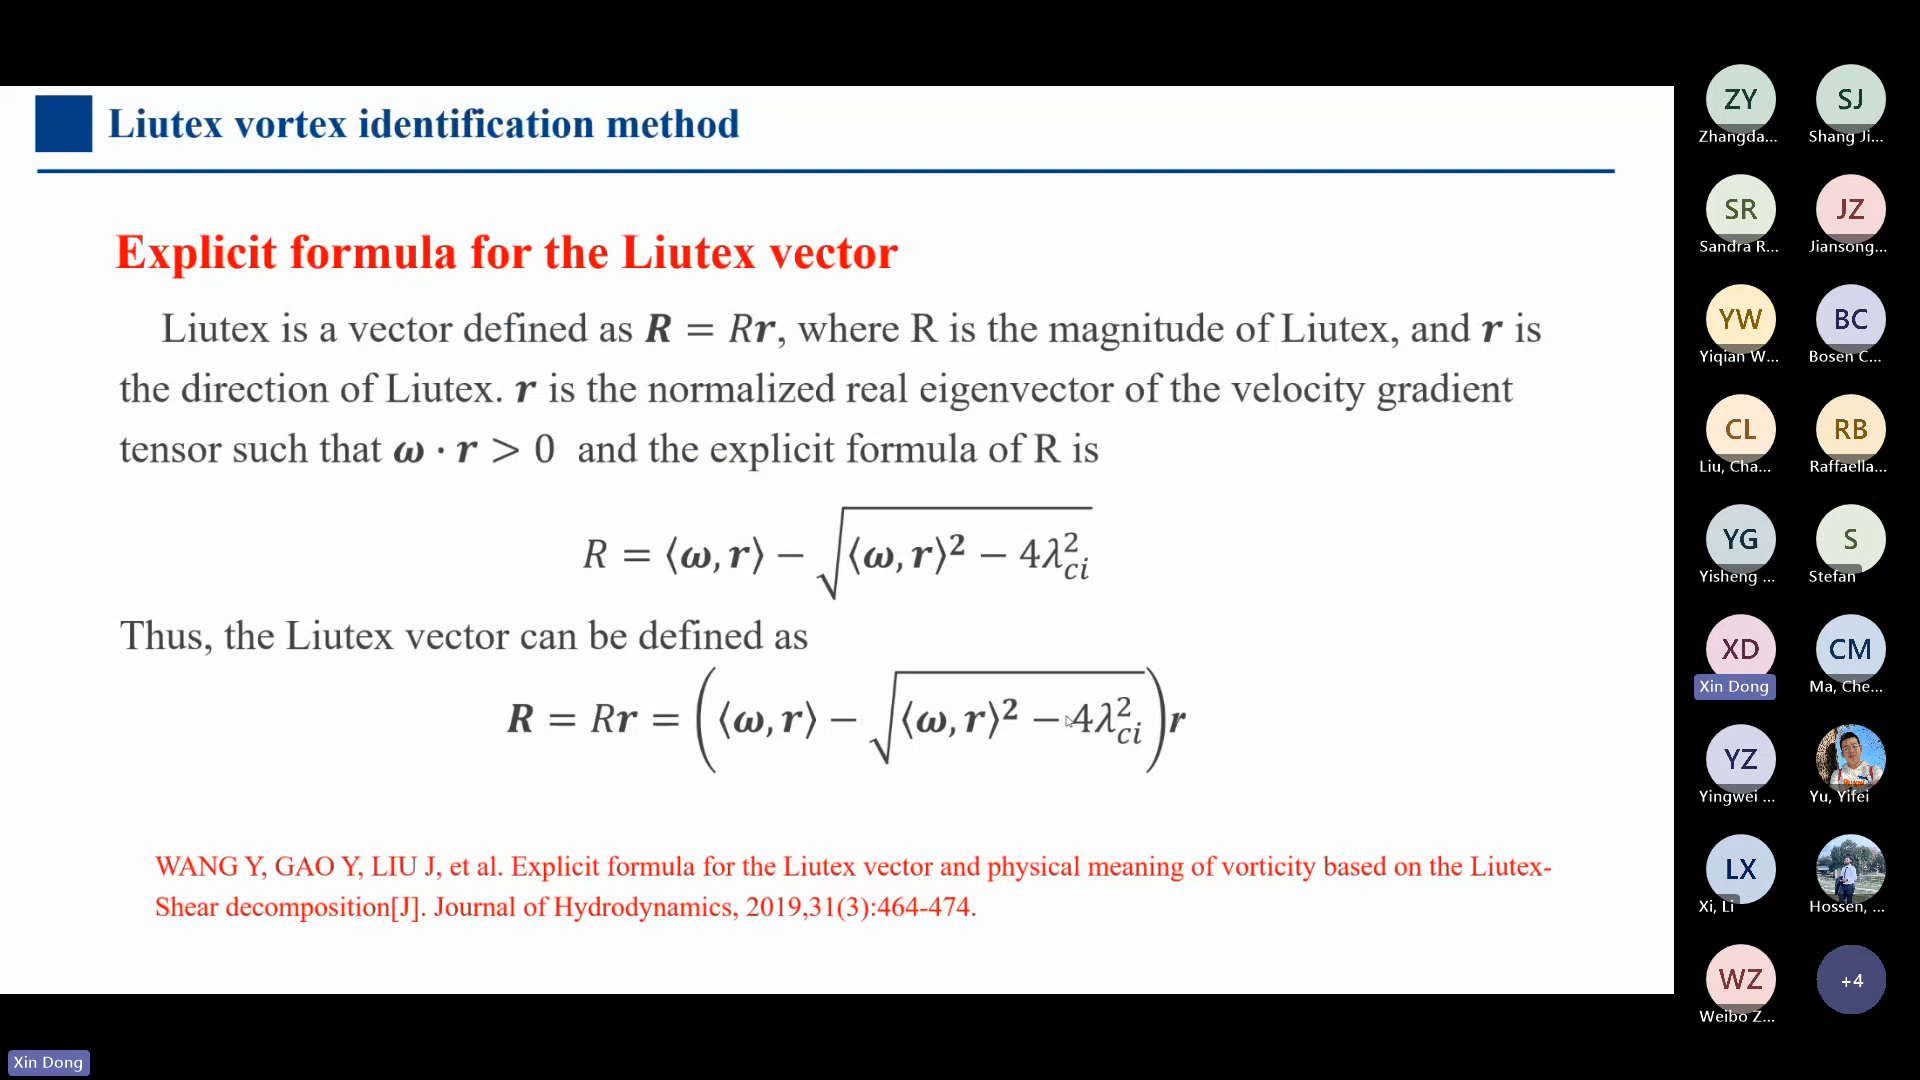 Liutex vortex identification method
Explicit formula for the Liutex vector
Liutex is a vector defined as R = Rr, where R is the magnitude of Liutex, and r is
the direction of Liutex. r is the normalized real eigenvector of the velocity gradient
tensor such that ω · r > 0 and the explicit formula of R is
R = ⟨ω, r⟩ − √⟨ω, r⟩² − 4λ²ci
Thus, the Liutex vector can be defined as
R = Rr = (⟨ω, r⟩ − √⟨ω, r⟩² − 4λ²ci) r
WANG Y, GAO Y, LIU J, et al. Explicit formula for the Liutex vector and physical meaning of vorticity based on the Liutex-
Shear decomposition[J]. Journal of Hydrodynamics, 2019,31(3):464-474.
Xin Dong
ZY
Zhangda...
SJ
Shang Ji...
SR
Sandra R...
JZ
Jiansong...
YW
Yiqian W...
BC
Bosen C...
CL
Liu, Cha...
RB
Raffaella...
YG
Yisheng ...
S
Stefan
XD
Xin Dong
CM
Ma, Che...
YZ
Yingwei ...
Yu, Yifei
LX
Xi, Li
Hossen, ...
WZ
Weibo Z...
+4